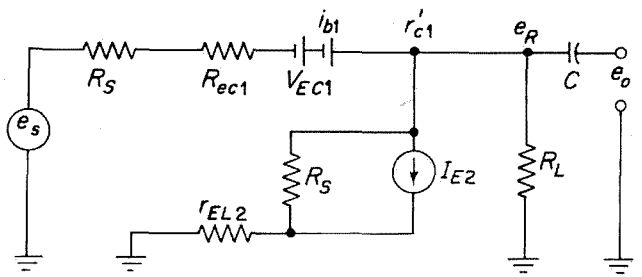 i_b1
r'_c1
e_R
R_S
R_ec1
V_EC1
C
e_o
e_s
R_S
I_E2
R_L
r_EL2